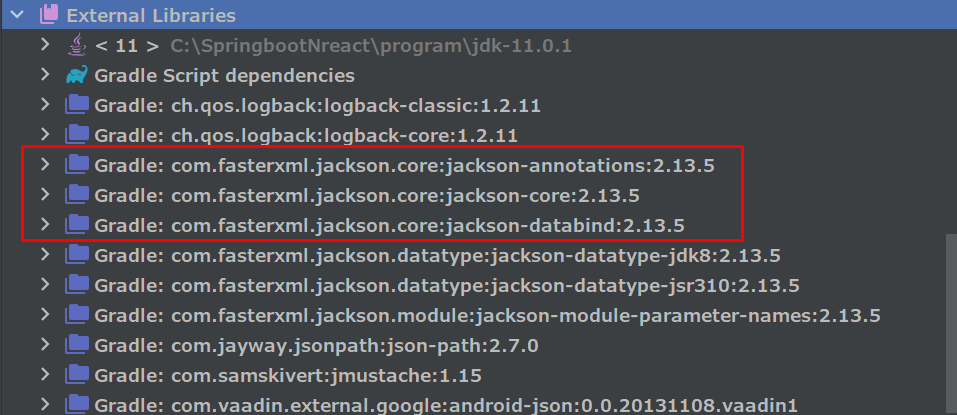 External Libraries
< 11 > C:\SpringbootNreact\program\jdk-11.0.1
Gradle Script dependencies
Gradle: ch.qos.logback:logback-classic:1.2.11
Gradle: ch.qos.logback:logback-core:1.2.11
Gradle: com.fasterxml.jackson.core:jackson-annotations:2.13.5
Gradle: com.fasterxml.jackson.core:jackson-core:2.13.5
Gradle: com.fasterxml.jackson.core:jackson-databind:2.13.5
Gradle: com.fasterxml.jackson.datatype:jackson-datatype-jdk8:2.13.5
Gradle: com.fasterxml.jackson.datatype:jackson-datatype-jsr310:2.13.5
Gradle: com.fasterxml.jackson.module:jackson-module-parameter-names:2.13.5
Gradle: com.jayway.jsonpath:json-path:2.7.0
Gradle: com.samskivert:jmustache:1.15
Gradle: com.vaadin.external.google:android-json:0.0.20131108.vaadin1